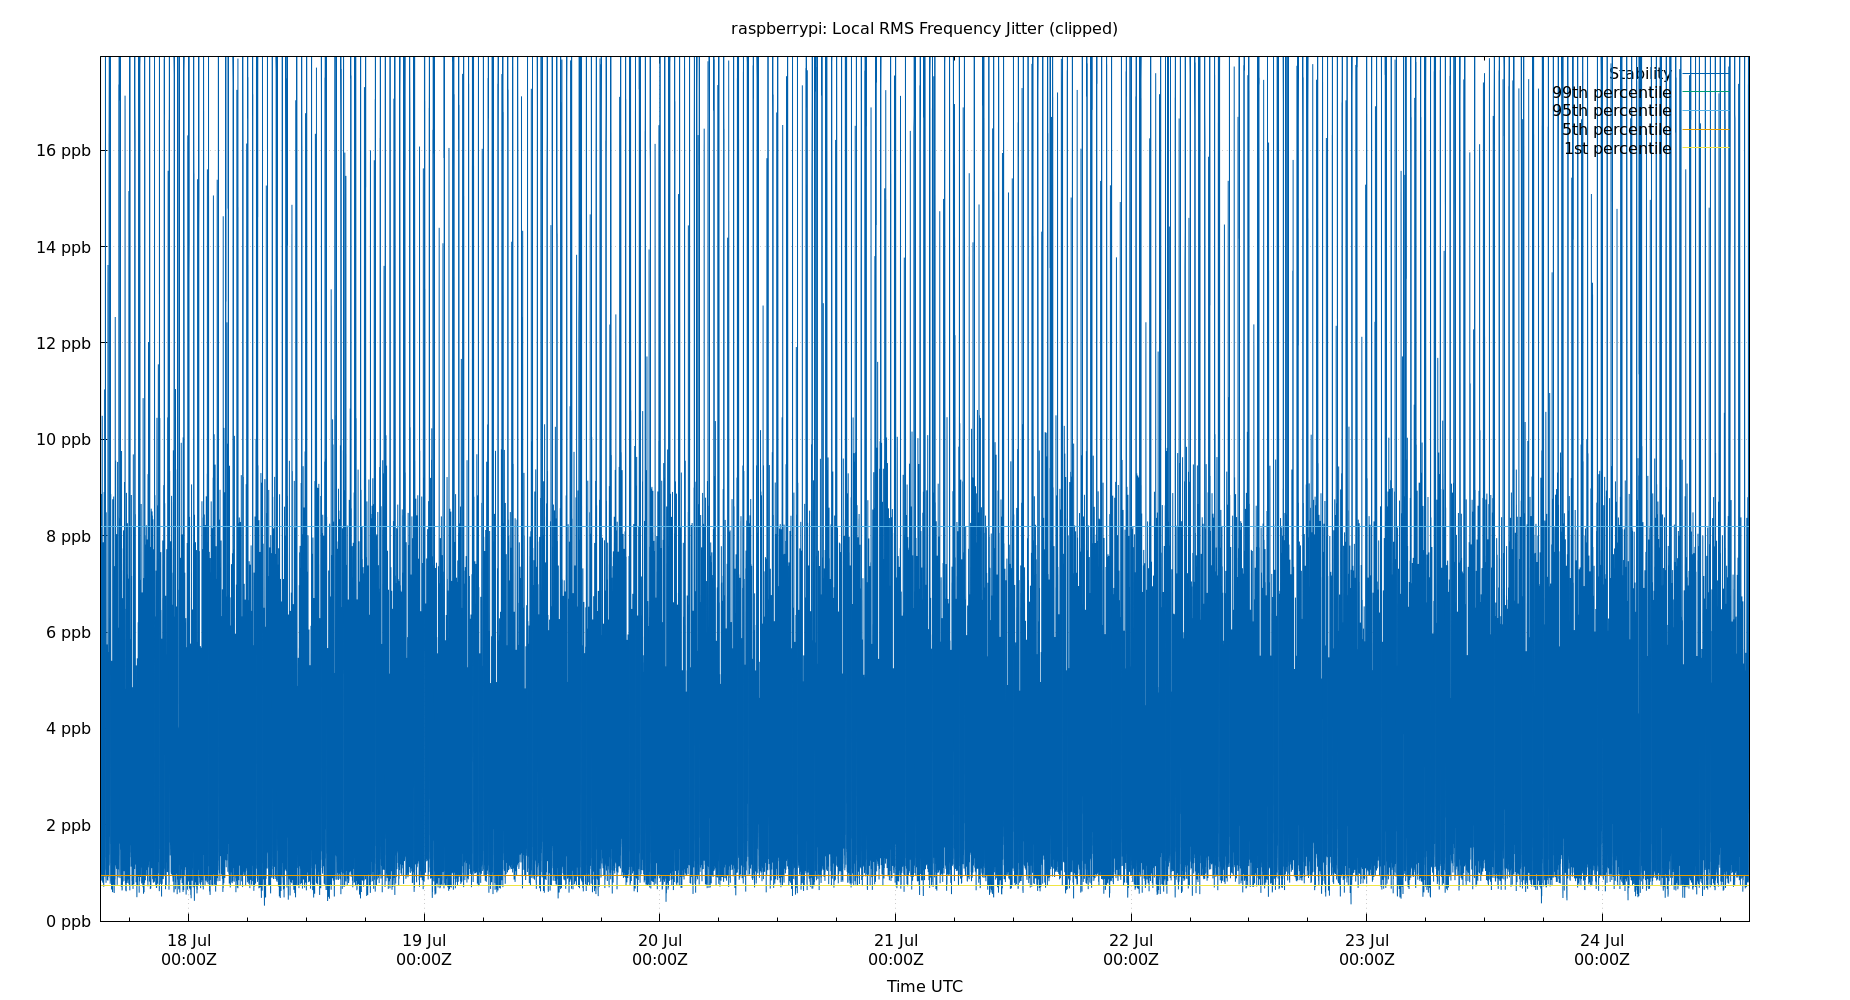 raspberrypi: Local RMS Frequency Jitter (clipped)
Stability
99th percentile
95th percentile
5th percentile
1st percentile
16 ppb
14 ppb
12 ppb
10 ppb
8 ppb
6 ppb
4 ppb
2 ppb
0 ppb
18 Jul 19 Jul 20 Jul 21 Jul 22 Jul 23 Jul 24 Jul
00:00Z 00:00Z 00:00Z 00:00Z 00:00Z 00:00Z 00:00Z
Time UTC